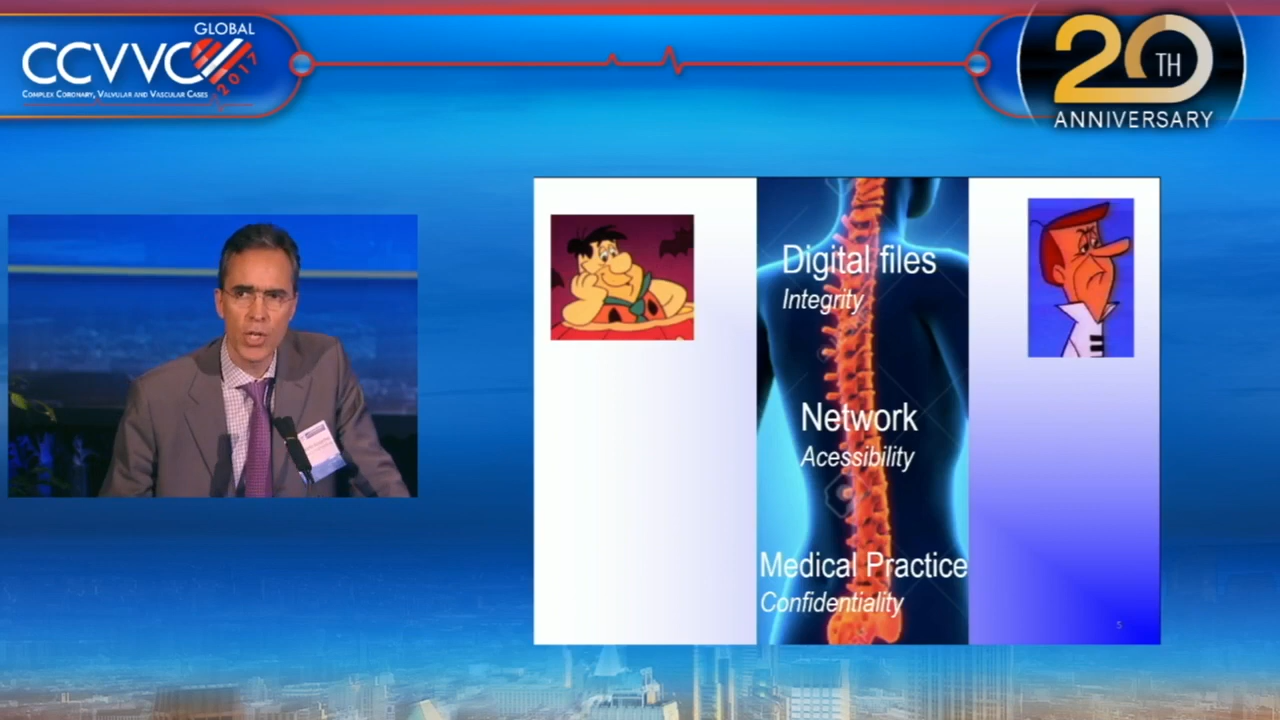 GLOBAL
CCVVC
2017
COMPLEX CORONARY, VALVULAR AND VASCULAR CASES
20TH
ANNIVERSARY
Digital files
Integrity
Network
Acessibility
Medical Practice
Confidentiality
5